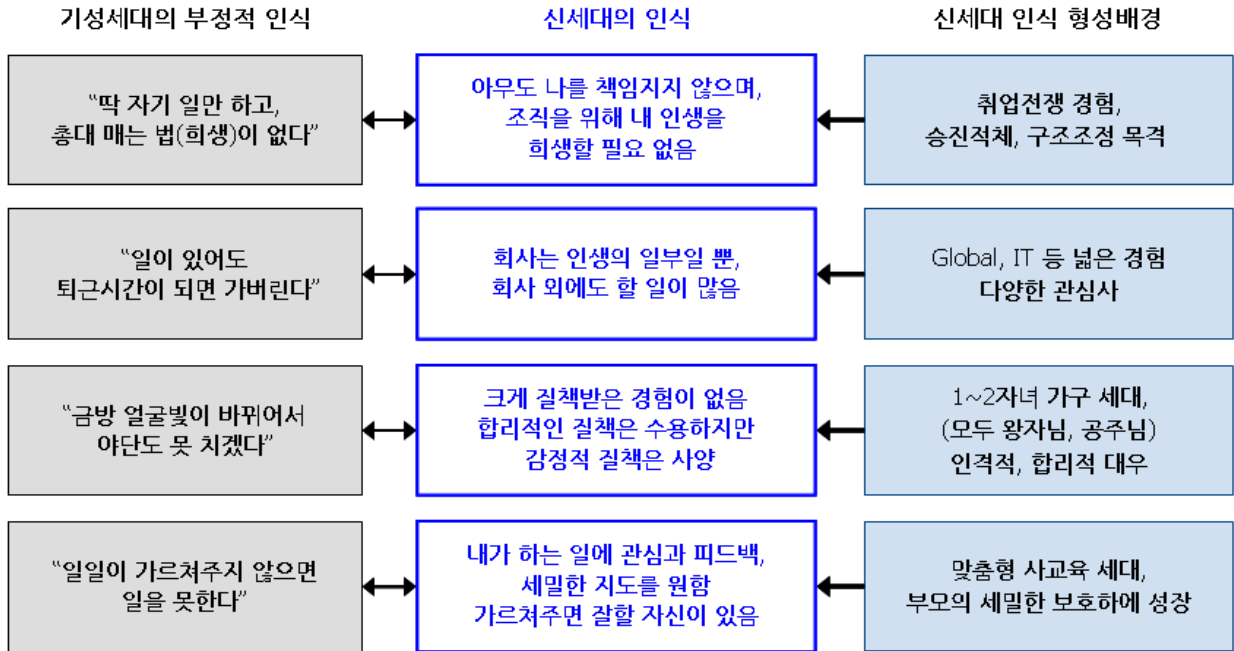 기성세대의 부정적 인식
신세대의 인식
신세대 인식 형성배경
“딱 자기 일만 하고,
총대 매는 법(희생)이 없다”
아무도 나를 책임지지 않으며,
조직을 위해 내 인생을
희생할 필요 없음
취업전쟁 경험,
승진적체, 구조조정 목격
“일이 있어도
퇴근시간이 되면 가버린다”
회사는 인생의 일부일 뿐,
회사 외에도 할 일이 많음
Global, IT 등 넓은 경험
다양한 관심사
“금방 얼굴빛이 바뀌어서
야단도 못 치겠다”
크게 질책받은 경험이 없음
합리적인 질책은 수용하지만
감정적 질책은 사양
1~2자녀 가구 세대,
(모두 왕자님, 공주님)
인격적, 합리적 대우
“일일이 가르쳐주지 않으면
일을 못한다”
내가 하는 일에 관심과 피드백,
세밀한 지도를 원함
가르쳐주면 잘할 자신이 있음
맞춤형 사교육 세대,
부모의 세밀한 보호하에 성장